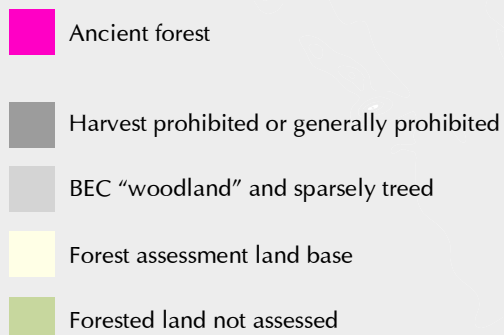 Ancient forest
Harvest prohibited or generally prohibited
BEC “woodland” and sparsely treed
Forest assessment land base
Forested land not assessed